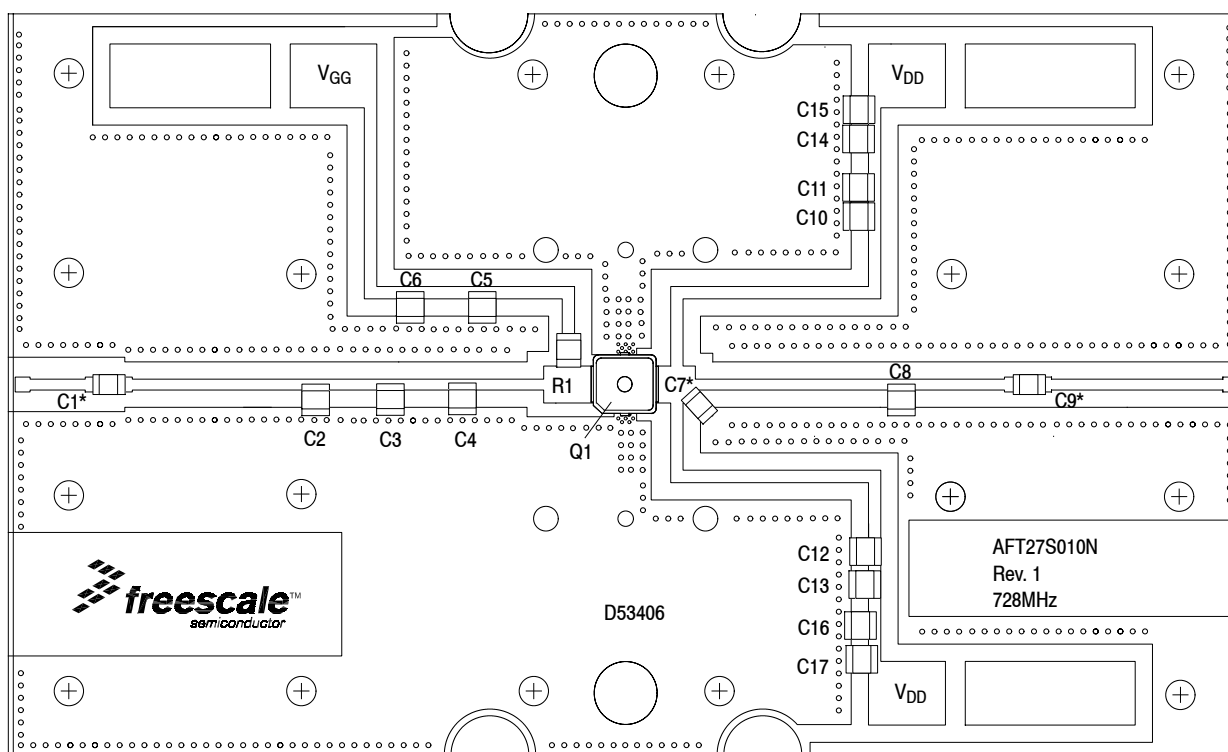 VGG
VDD
C15
C14
C11
C10
C6
C5
C8
R1
C7*
C1*
C9*
C2
C3
C4
Q1
C12
C13
C16
C17
AFT27S010N
Rev. 1
728MHz
freescale™
semiconductor
D53406
VDD